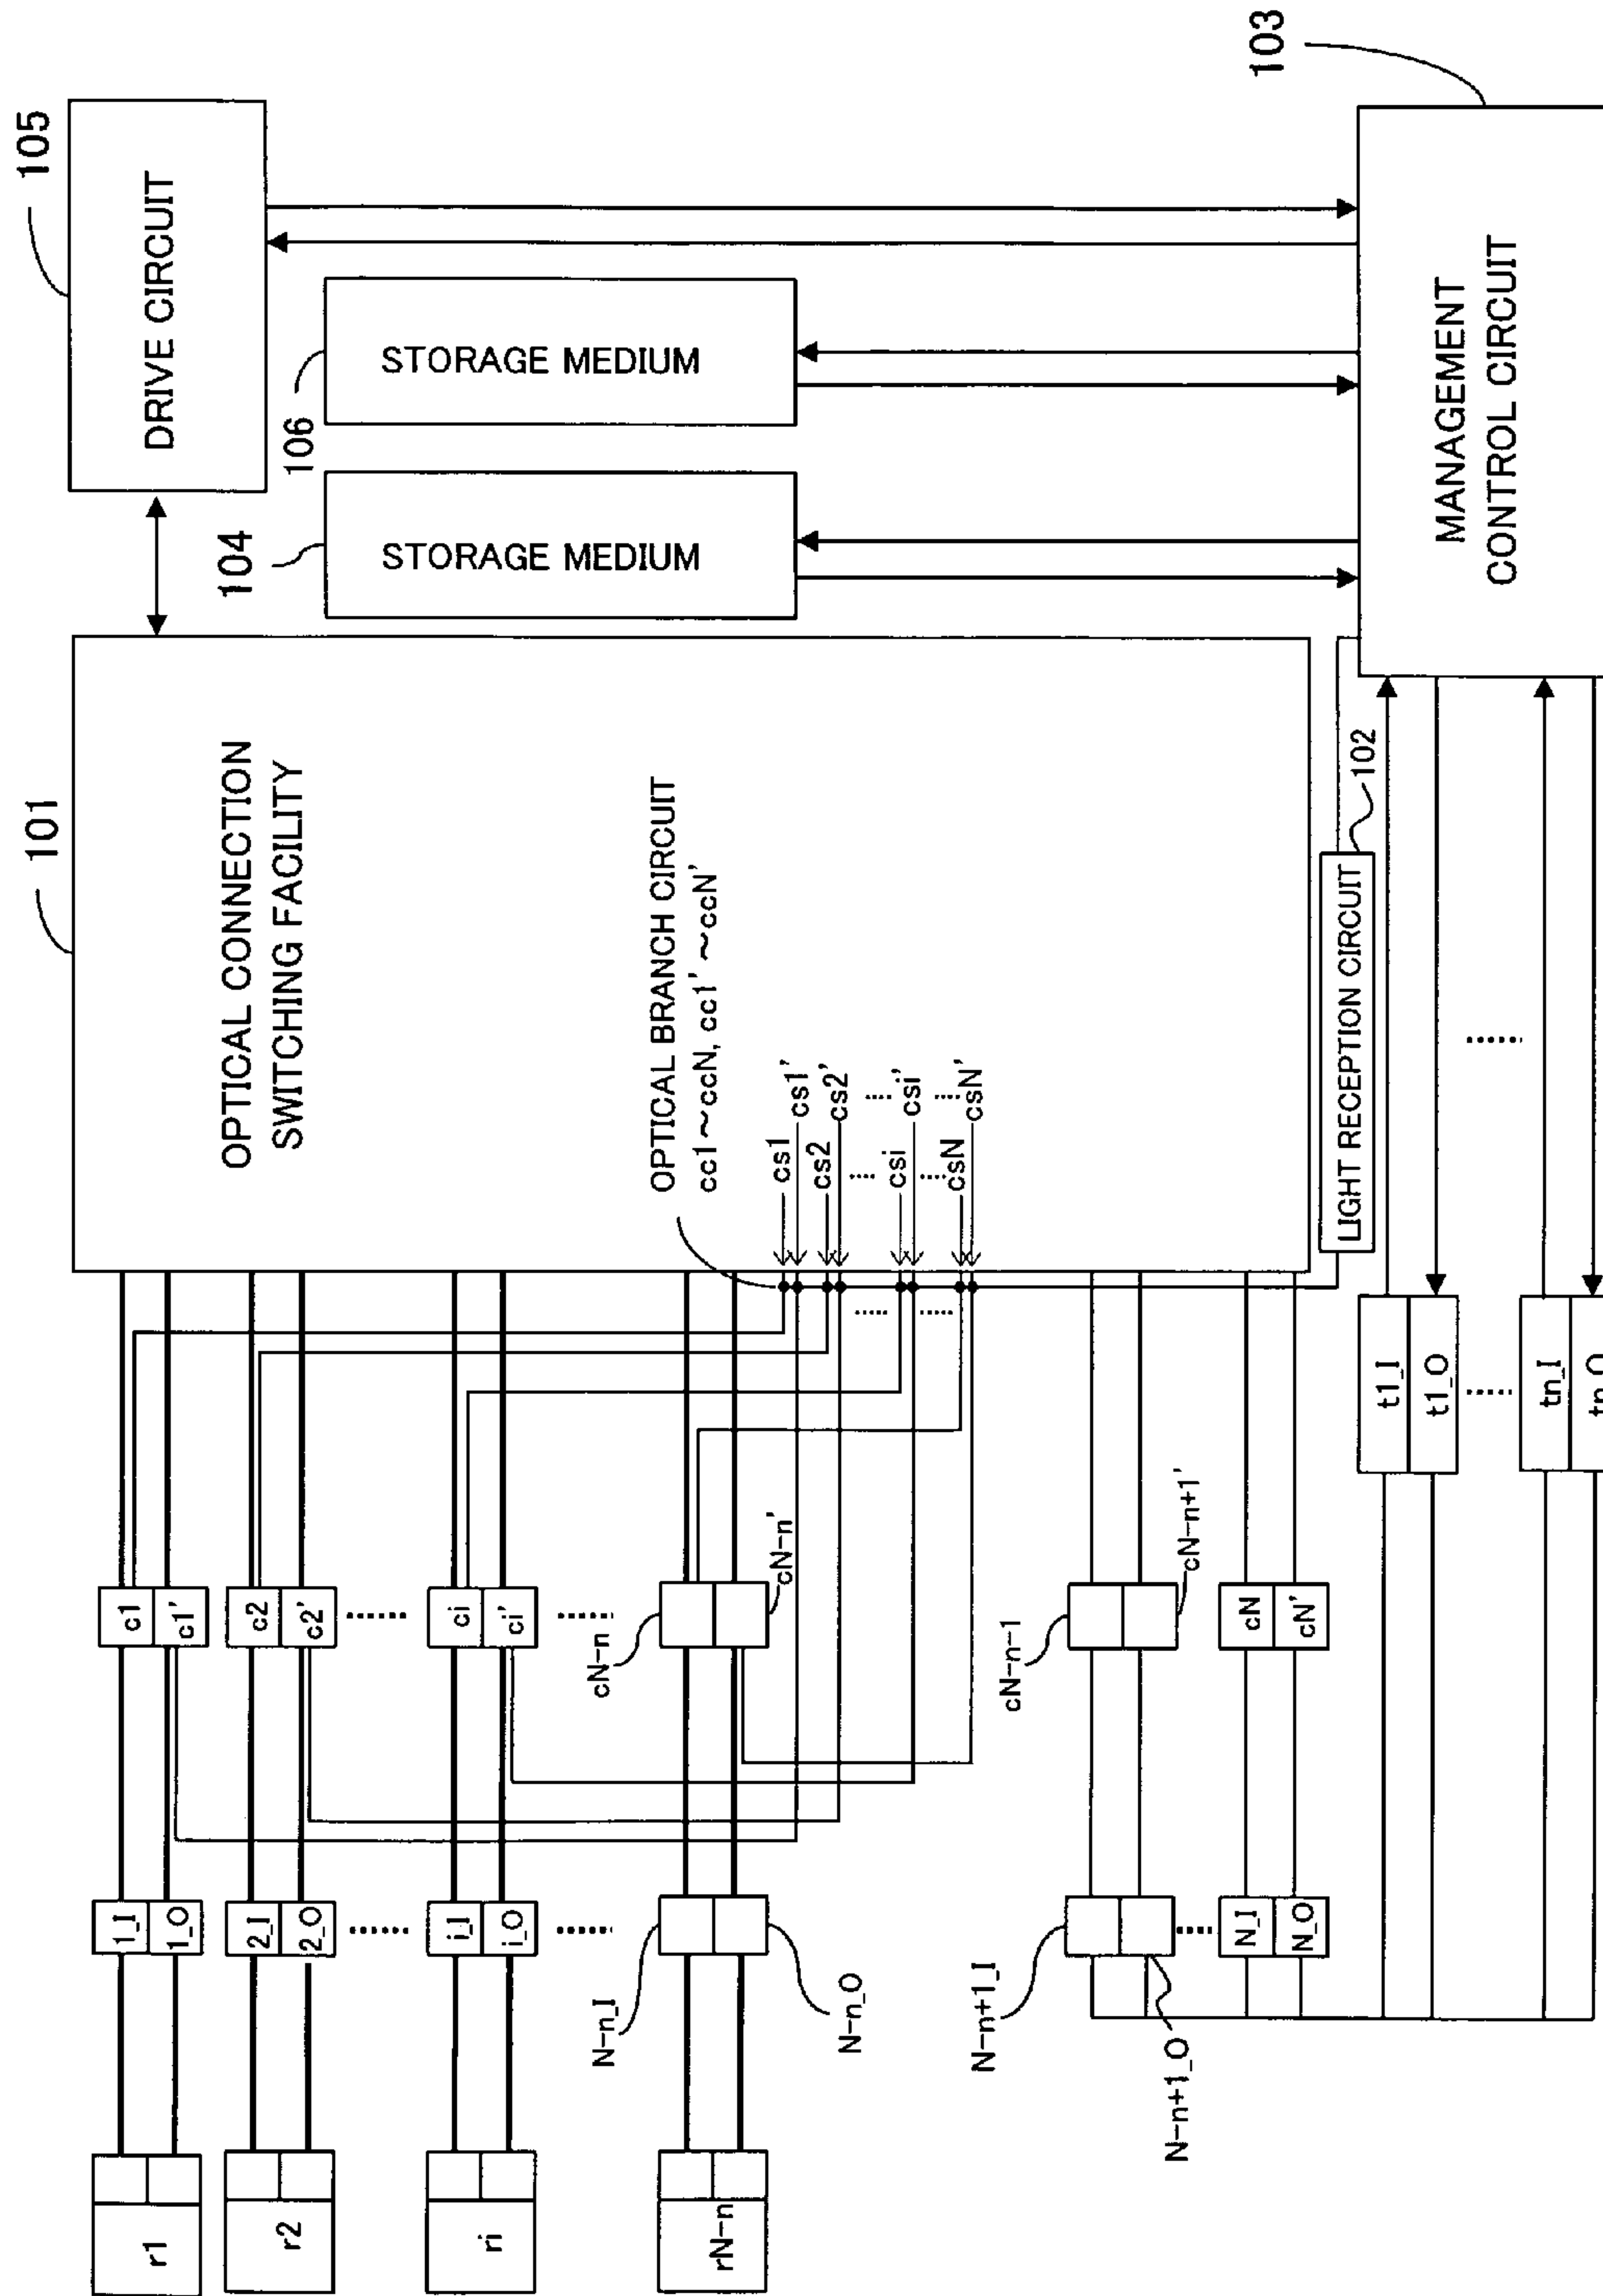 101
OPTICAL CONNECTION
SWITCHING FACILITY
105
DRIVE CIRCUIT
104
STORAGE MEDIUM
106
STORAGE MEDIUM
103
MANAGEMENT
CONTROL CIRCUIT
OPTICAL BRANCH CIRCUIT
cc1~ccN, cc1'~ccN'
cs1
cs1'
cs2
cs2'
csi
csi'
csN
csN'
LIGHT RECEPTION CIRCUIT
102
r1
1_I
1_O
c1
c1'
r2
2_I
2_O
c2
c2'
ri
i_I
i_O
ci
ci'
rN-n
N-n_I
N-n_O
cN-n
cN-n'
N-n+1_I
N-n+1_O
cN-n-1
cN-n+1'
N_I
N_O
cN
cN'
t1_I
t1_O
tn_I
tn_O